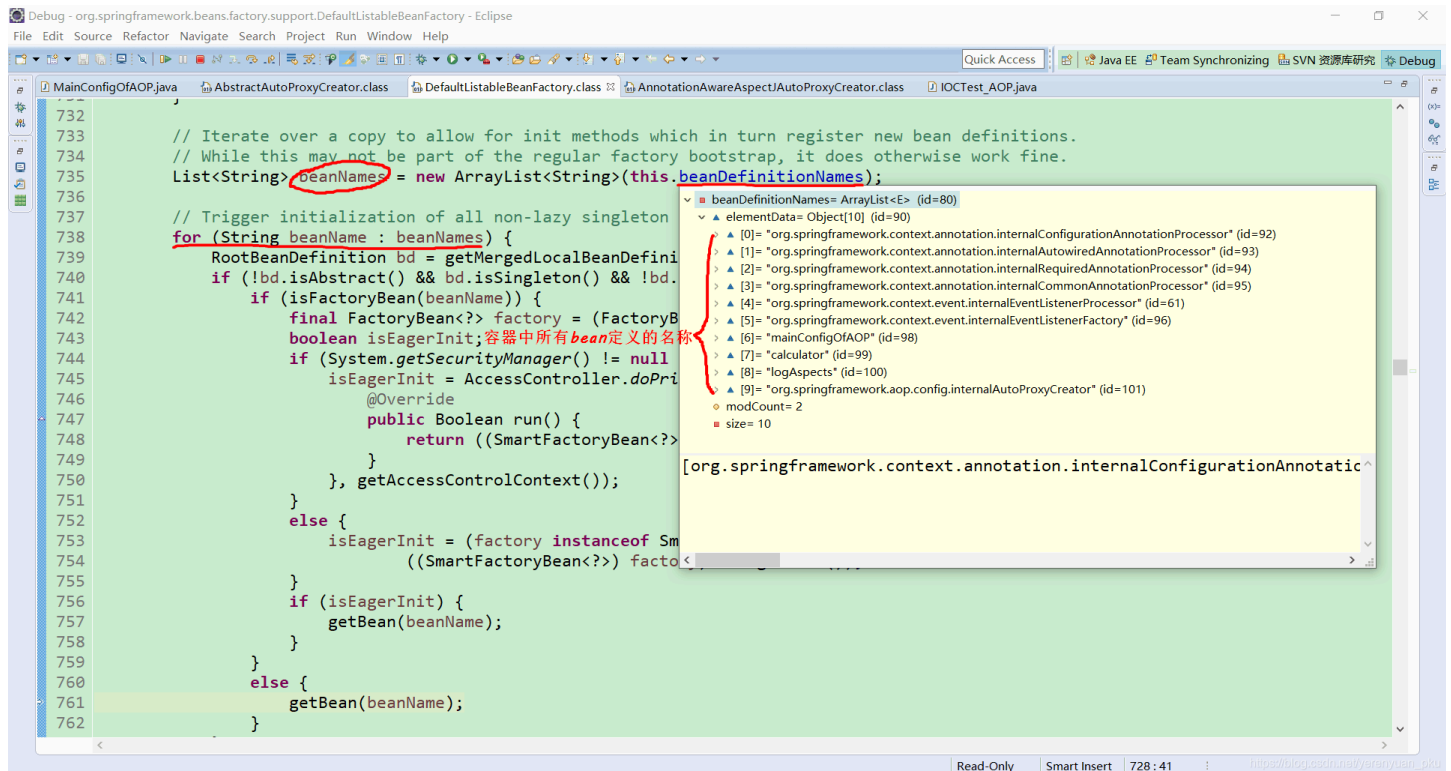 Debug - org.springframework.beans.factory.support.DefaultListableBeanFactory - Eclipse
File Edit Source Refactor Navigate Search Project Run Window Help
Quick Access Java EE Team Synchronizing SVN 资源库研究 Debug
MainConfigOfAOP.java AbstractAutoProxyCreator.class DefaultListableBeanFactory.class AnnotationAwareAspectJAutoProxyCreator.class IOCTest_AOP.java
731 }
732
733 // Iterate over a copy to allow for init methods which in turn register new bean definitions.
734 // While this may not be part of the regular factory bootstrap, it does otherwise work fine.
735 List<String> beanNames = new ArrayList<String>(this.beanDefinitionNames);
736
737 // Trigger initialization of all non-lazy singleton
738 for (String beanName : beanNames) {
739 RootBeanDefinition bd = getMergedLocalBeanDefini
740 if (!bd.isAbstract() && bd.isSingleton() && !bd.
741 if (isFactoryBean(beanName)) {
742 final FactoryBean<?> factory = (FactoryB
743 boolean isEagerInit;容器中所有bean定义的名称
744 if (System.getSecurityManager() != null
745 isEagerInit = AccessController.doPri
746 @Override
747 public Boolean run() {
748 return ((SmartFactoryBean<?>
749 }
750 }, getAccessControlContext());
751 }
752 else {
753 isEagerInit = (factory instanceof Sm
754 ((SmartFactoryBean<?>) facto
755 }
756 if (isEagerInit) {
757 getBean(beanName);
758 }
759 }
760 else {
761 getBean(beanName);
762 }
beanDefinitionNames= ArrayList<E> (id=80)
elementData= Object[10] (id=90)
[0]= "org.springframework.context.annotation.internalConfigurationAnnotationProcessor" (id=92)
[1]= "org.springframework.context.annotation.internalAutowiredAnnotationProcessor" (id=93)
[2]= "org.springframework.context.annotation.internalRequiredAnnotationProcessor" (id=94)
[3]= "org.springframework.context.annotation.internalCommonAnnotationProcessor" (id=95)
[4]= "org.springframework.context.event.internalEventListenerProcessor" (id=61)
[5]= "org.springframework.context.event.internalEventListenerFactory" (id=96)
[6]= "mainConfigOfAOP" (id=98)
[7]= "calculator" (id=99)
[8]= "logAspects" (id=100)
[9]= "org.springframework.aop.config.internalAutoProxyCreator" (id=101)
modCount= 2
size= 10
[org.springframework.context.annotation.internalConfigurationAnnotatio
Read-Only Smart Insert 728 : 41
https://blog.csdn.net/yerenyuan_pku